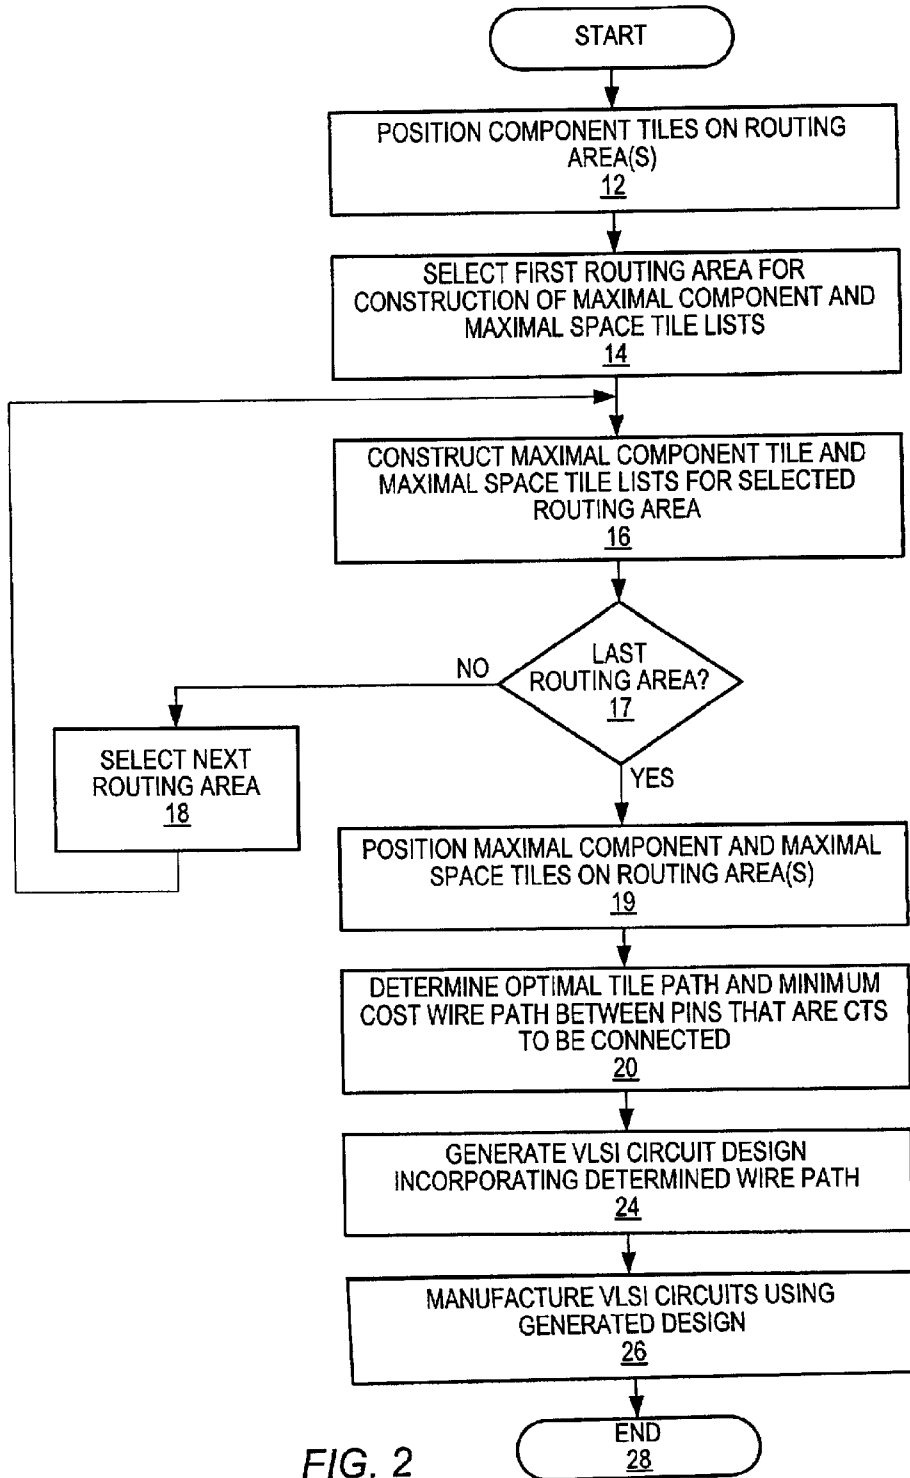 START
POSITION COMPONENT TILES ON ROUTING
AREA(S)
12
SELECT FIRST ROUTING AREA FOR
CONSTRUCTION OF MAXIMAL COMPONENT AND
MAXIMAL SPACE TILE LISTS
14
CONSTRUCT MAXIMAL COMPONENT TILE AND
MAXIMAL SPACE TILE LISTS FOR SELECTED
ROUTING AREA
16
LAST
ROUTING AREA?
17
NO
SELECT NEXT
ROUTING AREA
18
YES
POSITION MAXIMAL COMPONENT AND MAXIMAL
SPACE TILES ON ROUTING AREA(S)
19
DETERMINE OPTIMAL TILE PATH AND MINIMUM
COST WIRE PATH BETWEEN PINS THAT ARE CTS
TO BE CONNECTED
20
GENERATE VLSI CIRCUIT DESIGN
INCORPORATING DETERMINED WIRE PATH
24
MANUFACTURE VLSI CIRCUITS USING
GENERATED DESIGN
26
END
28
FIG. 2